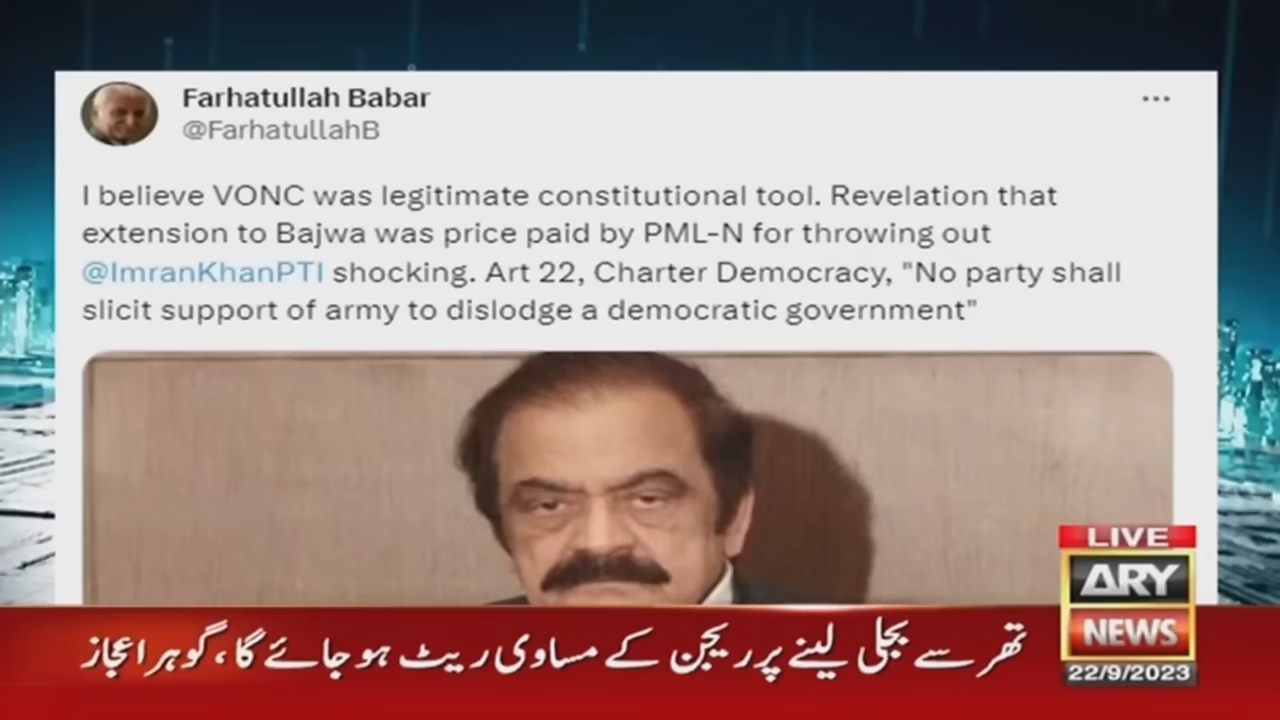 Farhatullah Babar
@FarhatullahB
I believe VONC was legitimate constitutional tool. Revelation that
extension to Bajwa was price paid by PML-N for throwing out
@ImranKhanPTI shocking. Art 22, Charter Democracy, "No party shall
slicit support of army to dislodge a democratic government"
LIVE
ARY
NEWS
22/9/2023
تھر سے بجلی لینے پر ریجن کے مساوی ریٹ ہو جائے گا، گوہر اعجاز